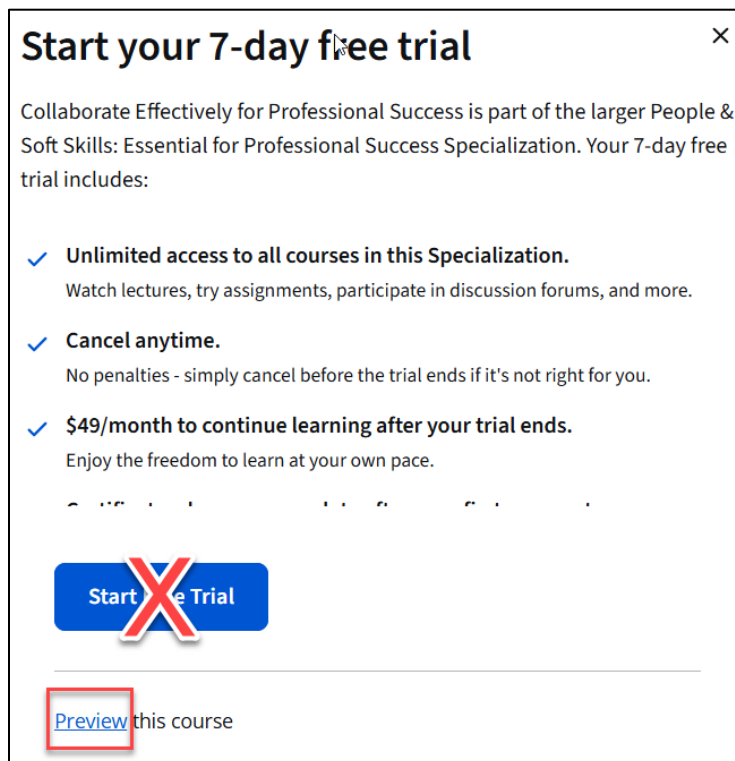 Start your 7-day free trial
Collaborate Effectively for Professional Success is part of the larger People &
Soft Skills: Essential for Professional Success Specialization. Your 7-day free
trial includes:
Unlimited access to all courses in this Specialization.
Watch lectures, try assignments, participate in discussion forums, and more.
Cancel anytime.
No penalties - simply cancel before the trial ends if it's not right for you.
$49/month to continue learning after your trial ends.
Enjoy the freedom to learn at your own pace.
Start Trial
Preview this course